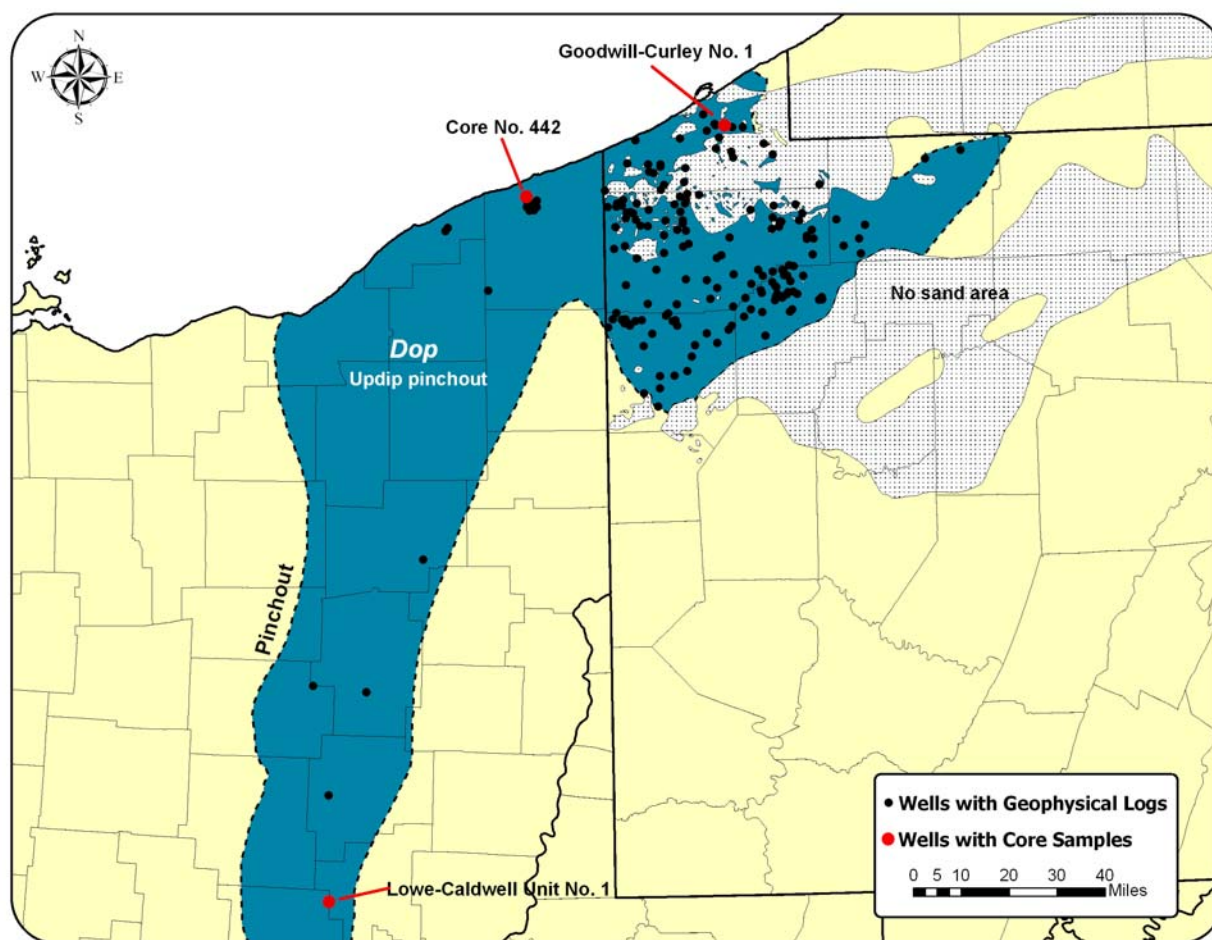 N
W E
S
Goodwill-Curley No. 1
Core No. 442
No sand area
Dop
Updip pinchout
Pinchout
Lowe-Caldwell Unit No. 1
Wells with Geophysical Logs
Wells with Core Samples
0 5 10 20 30 40
Miles